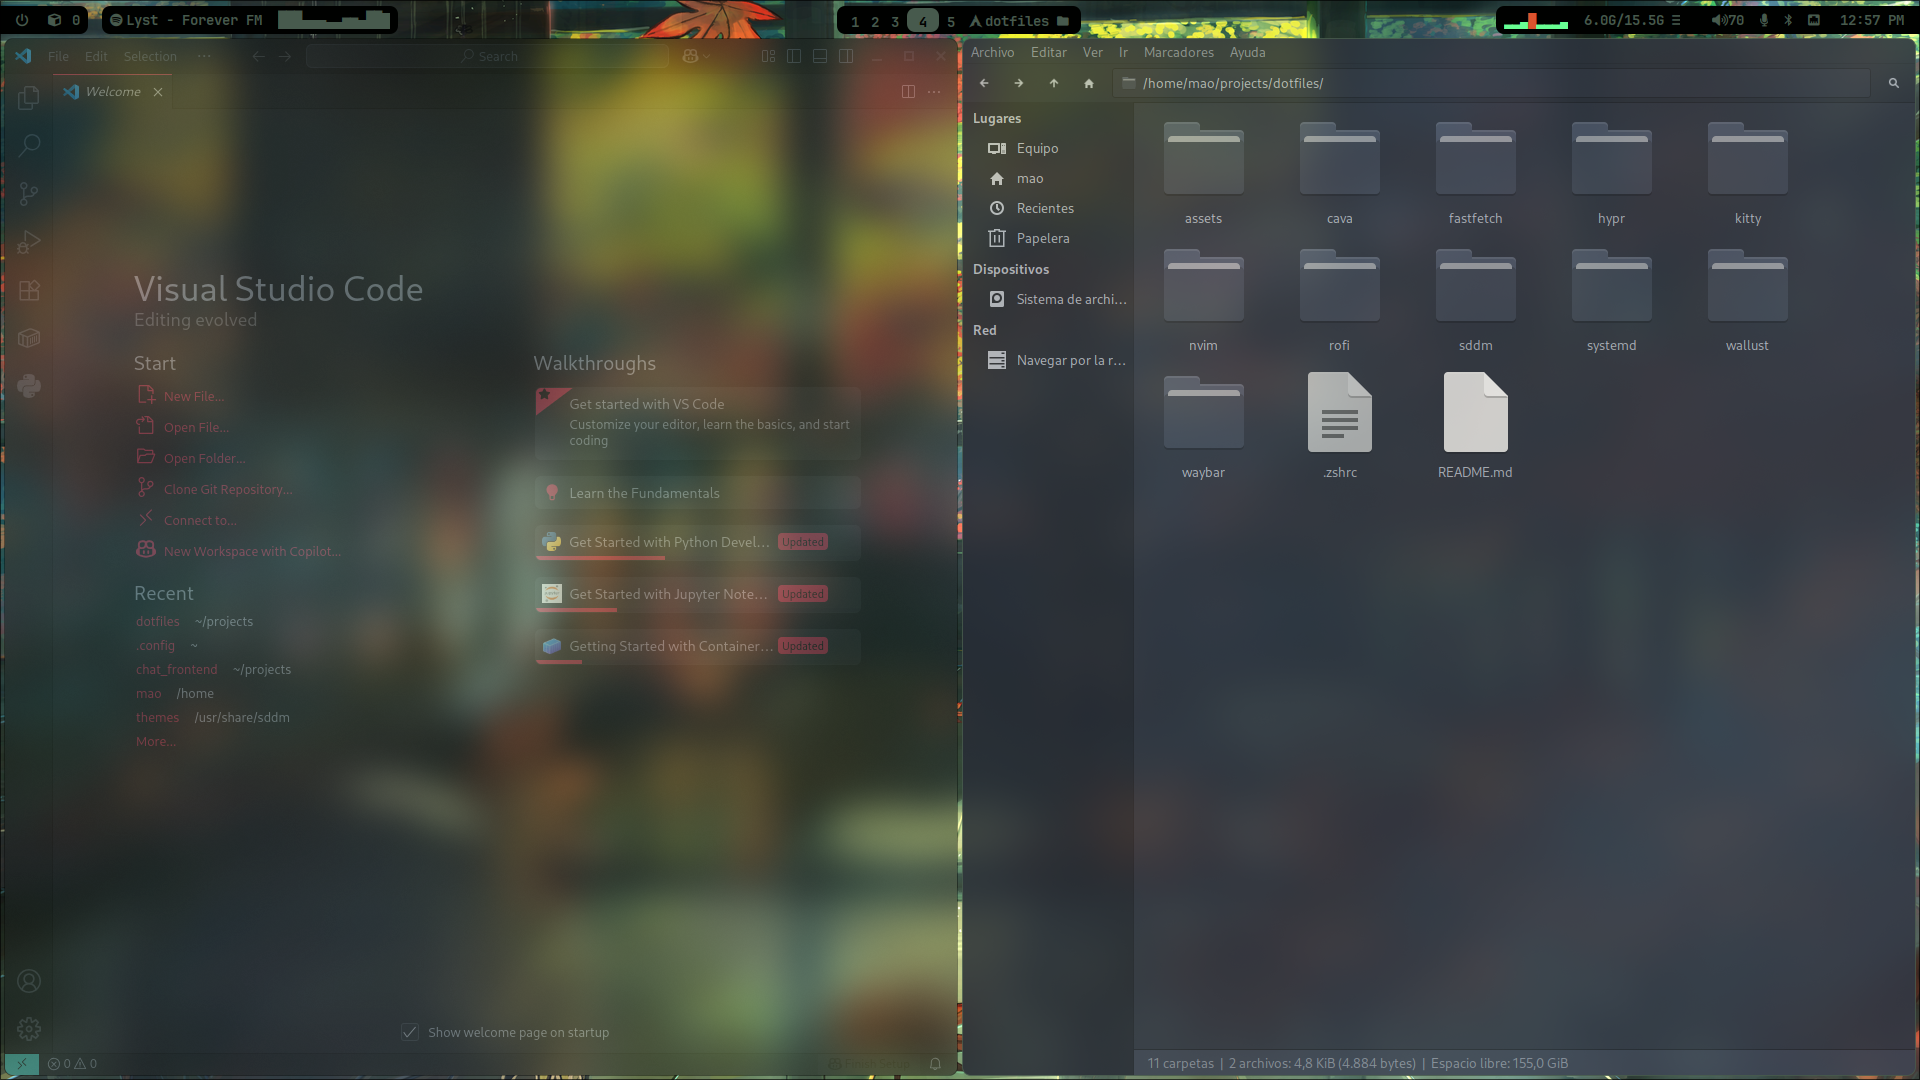 0
Lyst - Forever FM
1 2 3 4 5 dotfiles
6.0G/15.5G
70
12:57 PM
File Edit Selection ···
Search
Welcome
Visual Studio Code
Editing evolved
Start
New File...
Open File...
Open Folder...
Clone Git Repository...
Connect to...
New Workspace with Copilot...
Recent
dotfiles ~/projects
.config ~
chat_frontend ~/projects
mao /home
themes /usr/share/sddm
More...
Walkthroughs
Get started with VS Code
Customize your editor, learn the basics, and start
coding
Learn the Fundamentals
Get Started with Python Devel... Updated
Get Started with Jupyter Note... Updated
Getting Started with Container... Updated
Show welcome page on startup
0 0
Archivo Editar Ver Ir Marcadores Ayuda
/home/mao/projects/dotfiles/
Lugares
Equipo
mao
Recientes
Papelera
Dispositivos
Sistema de archi...
Red
Navegar por la r...
assets
cava
fastfetch
hypr
kitty
nvim
rofi
sddm
systemd
wallust
waybar
.zshrc
README.md
11 carpetas | 2 archivos: 4,8 KiB (4.884 bytes) | Espacio libre: 155,0 GiB